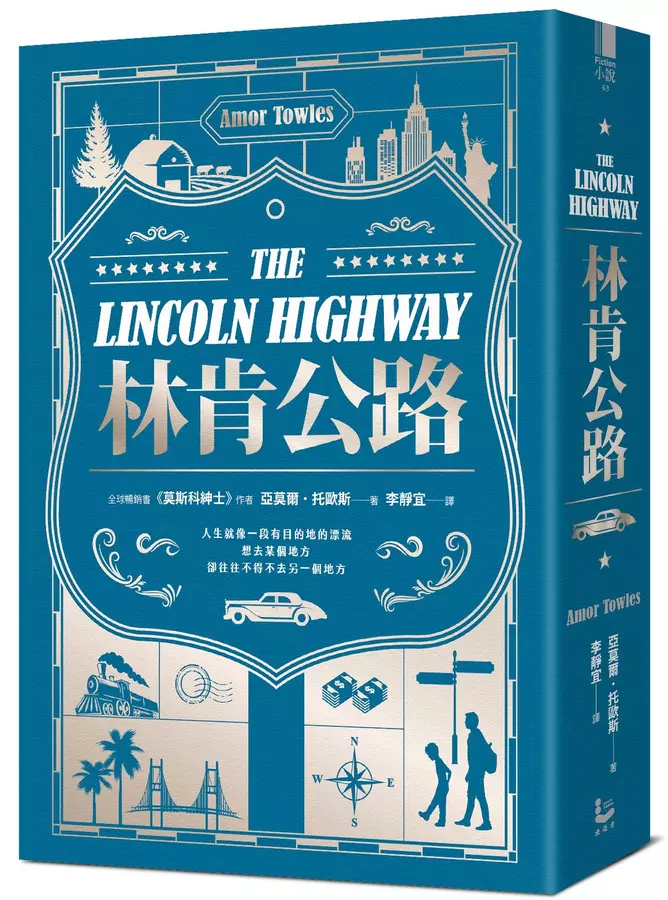 Amor Towles
THE
LINCOLN HIGHWAY
林肯公路
全球暢銷書《莫斯科紳士》作者 亞莫爾・托歐斯——著 李靜宜——譯
人生就像一段有目的地的漂流
想去某個地方
卻往往不得不去另一個地方
N
W E
S
Fiction
小說
63
THE
LINCOLN
HIGHWAY
林肯公路
Amor Towles
亞莫爾・托歐斯——著
李靜宜——譯